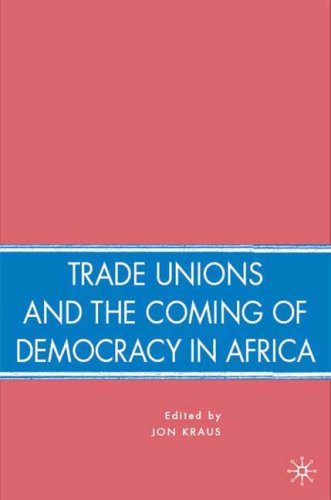 TRADE UNIONS
AND THE COMING OF
DEMOCRACY IN AFRICA
Edited by
JON KRAUS